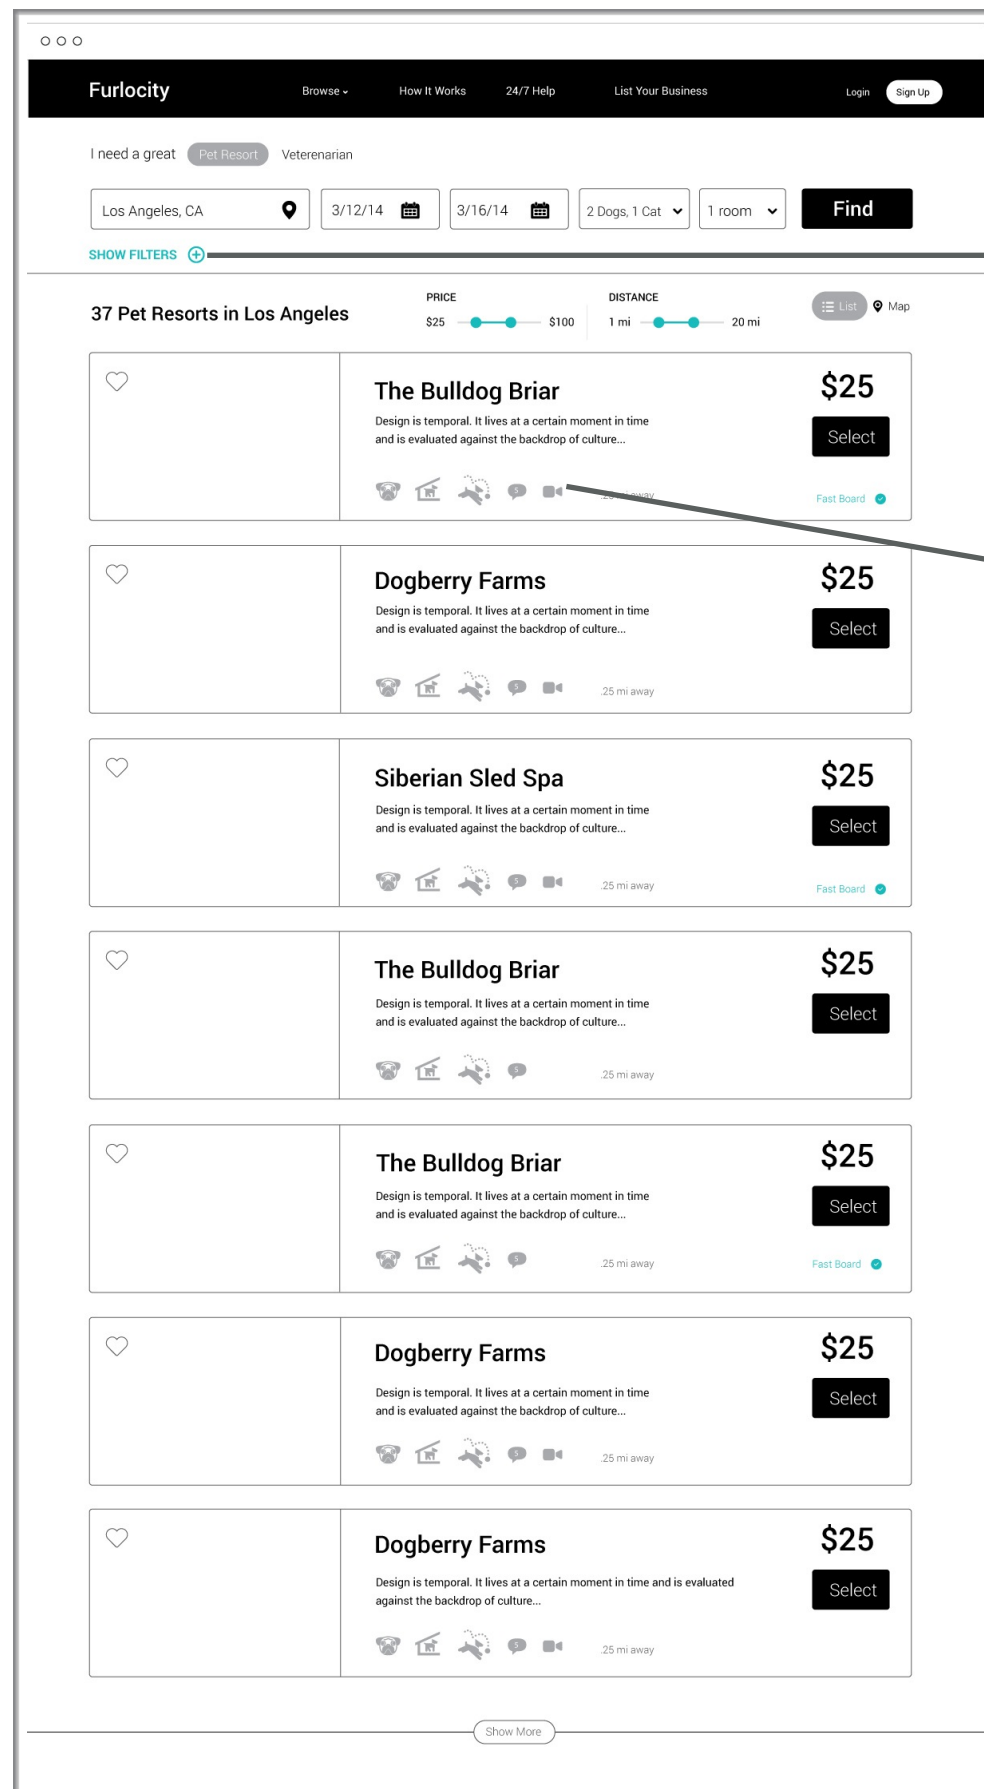 Furlocity Browse How It Works 24/7 Help List Your Business Login Sign Up
I need a great Pet Resort Veterenarian
Los Angeles, CA 3/12/14 3/16/14 2 Dogs, 1 Cat 1 room Find
SHOW FILTERS
37 Pet Resorts in Los Angeles
PRICE
$25 $100
DISTANCE
1 mi 20 mi
List Map
The Bulldog Briar
Design is temporal. It lives at a certain moment in time
and is evaluated against the backdrop of culture...
5
.25 mi away
$25
Select
Fast Board
Dogberry Farms
Design is temporal. It lives at a certain moment in time
and is evaluated against the backdrop of culture...
5
.25 mi away
$25
Select
Siberian Sled Spa
Design is temporal. It lives at a certain moment in time
and is evaluated against the backdrop of culture...
5
.25 mi away
$25
Select
Fast Board
The Bulldog Briar
Design is temporal. It lives at a certain moment in time
and is evaluated against the backdrop of culture...
5
.25 mi away
$25
Select
The Bulldog Briar
Design is temporal. It lives at a certain moment in time
and is evaluated against the backdrop of culture...
5
.25 mi away
$25
Select
Fast Board
Dogberry Farms
Design is temporal. It lives at a certain moment in time
and is evaluated against the backdrop of culture...
5
.25 mi away
$25
Select
Dogberry Farms
Design is temporal. It lives at a certain moment in time and is evaluated
against the backdrop of culture...
5
.25 mi away
$25
Select
Show More